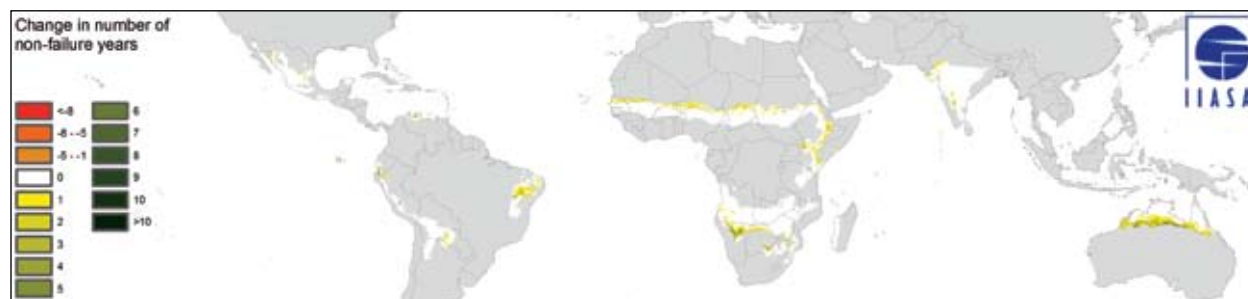 Change in number of
non-failure years
<-8
-8 - -5
-5 - -1
0
1
2
3
4
5
6
7
8
9
10
>10
IIASA